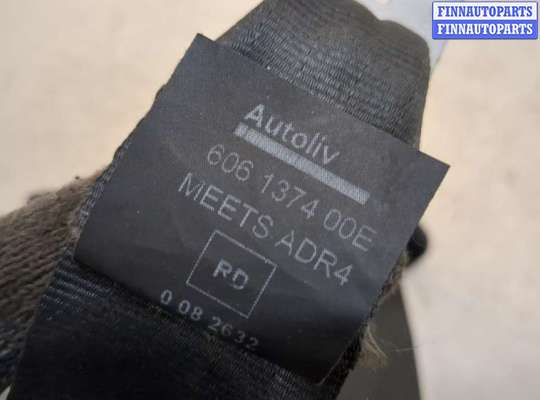 FINNAUTOPARTS
FINNAUTOPARTS
Autoliv
606 1374 00E
MEETS ADR4
RD
0 08 2632